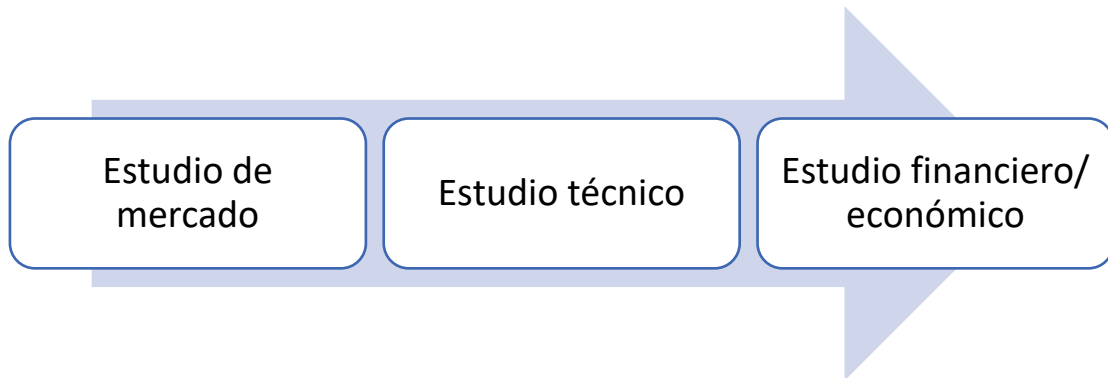 Estudio de
mercado
Estudio técnico
Estudio financiero/
económico